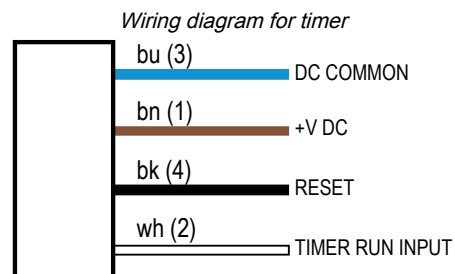 Wiring diagram for timer
bu (3)
DC COMMON
bn (1)
+V DC
bk (4)
RESET
wh (2)
TIMER RUN INPUT